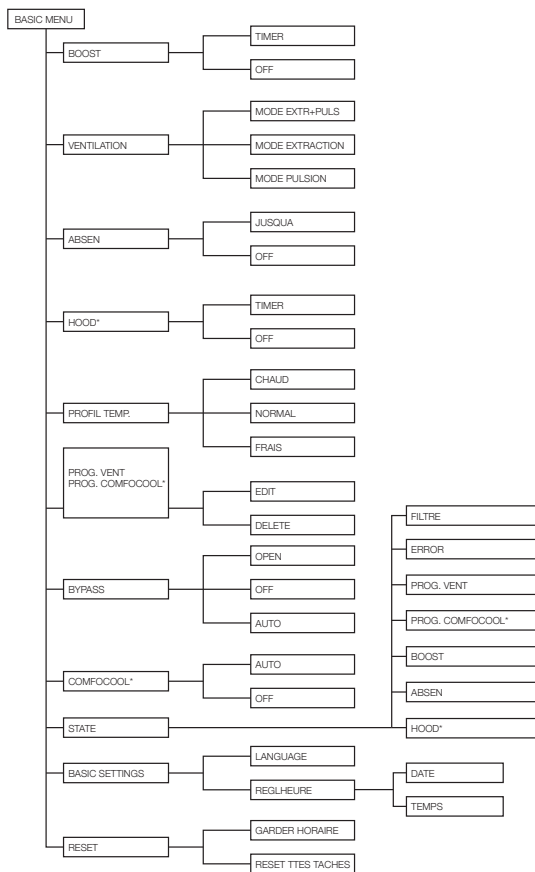 BASIC MENU
BOOST
TIMER
OFF
VENTILATION
MODE EXTR+PULS
MODE EXTRACTION
MODE PULSION
ABSEN
JUSQUA
OFF
HOOD*
TIMER
OFF
PROFIL TEMP.
CHAUD
NORMAL
FRAIS
PROG. VENT
PROG. COMFOCOOL*
EDIT
DELETE
BYPASS
OPEN
OFF
AUTO
COMFOCOOL*
AUTO
OFF
STATE
FILTRE
ERROR
PROG. VENT
PROG. COMFOCOOL*
BOOST
ABSEN
HOOD*
BASIC SETTINGS
LANGUAGE
REGLHEURE
DATE
TEMPS
RESET
GARDER HORAIRE
RESET TTES TACHES